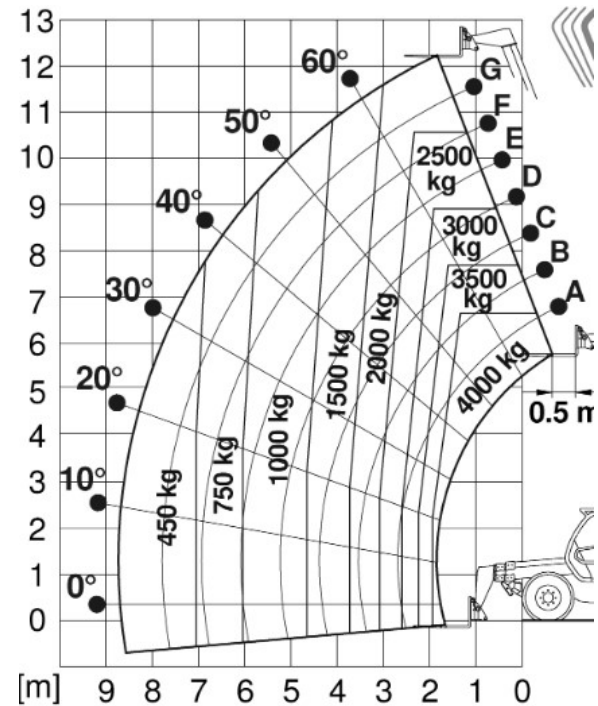 13
12
11
10
9
8
7
6
5
4
3
2
1
0
60°
50°
40°
30°
20°
10°
0°
G
F
E
D
C
B
A
2500
kg
3000
kg
3500
kg
4000 kg
2000 kg
1500 kg
1000 kg
750 kg
450 kg
0.5 m
[m] 9 8 7 6 5 4 3 2 1 0